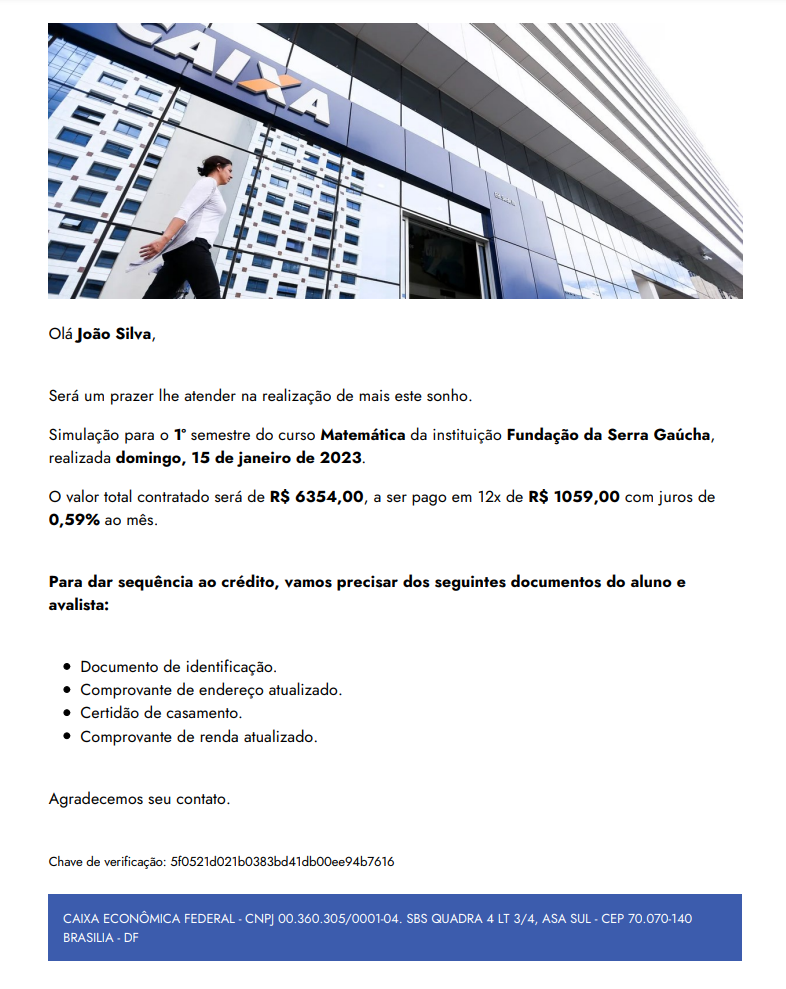 CAIXA
Olá João Silva,
Será um prazer lhe atender na realização de mais este sonho.
Simulação para o 1° semestre do curso Matemática da instituição Fundação da Serra Gaúcha,
realizada domingo, 15 de janeiro de 2023.
O valor total contratado será de R$ 6354,00, a ser pago em 12x de R$ 1059,00 com juros de
0,59% ao mês.
Para dar sequência ao crédito, vamos precisar dos seguintes documentos do aluno e
avalista:
• Documento de identificação.
• Comprovante de endereço atualizado.
• Certidão de casamento.
• Comprovante de renda atualizado.
Agradecemos seu contato.
Chave de verificação: 5f0521d021b0383bd41db00ee94b7616
CAIXA ECONÔMICA FEDERAL - CNPJ 00.360.305/0001-04. SBS QUADRA 4 LT 3/4, ASA SUL - CEP 70.070-140
BRASILIA - DF